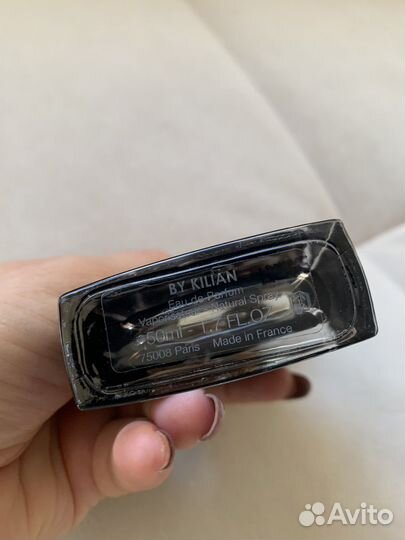 BY KILIAN
Eau de Parfum
Vaporisateur Natural Spray
50ml - 1.7 FL.OZ
75008 Paris Made in France
Avito